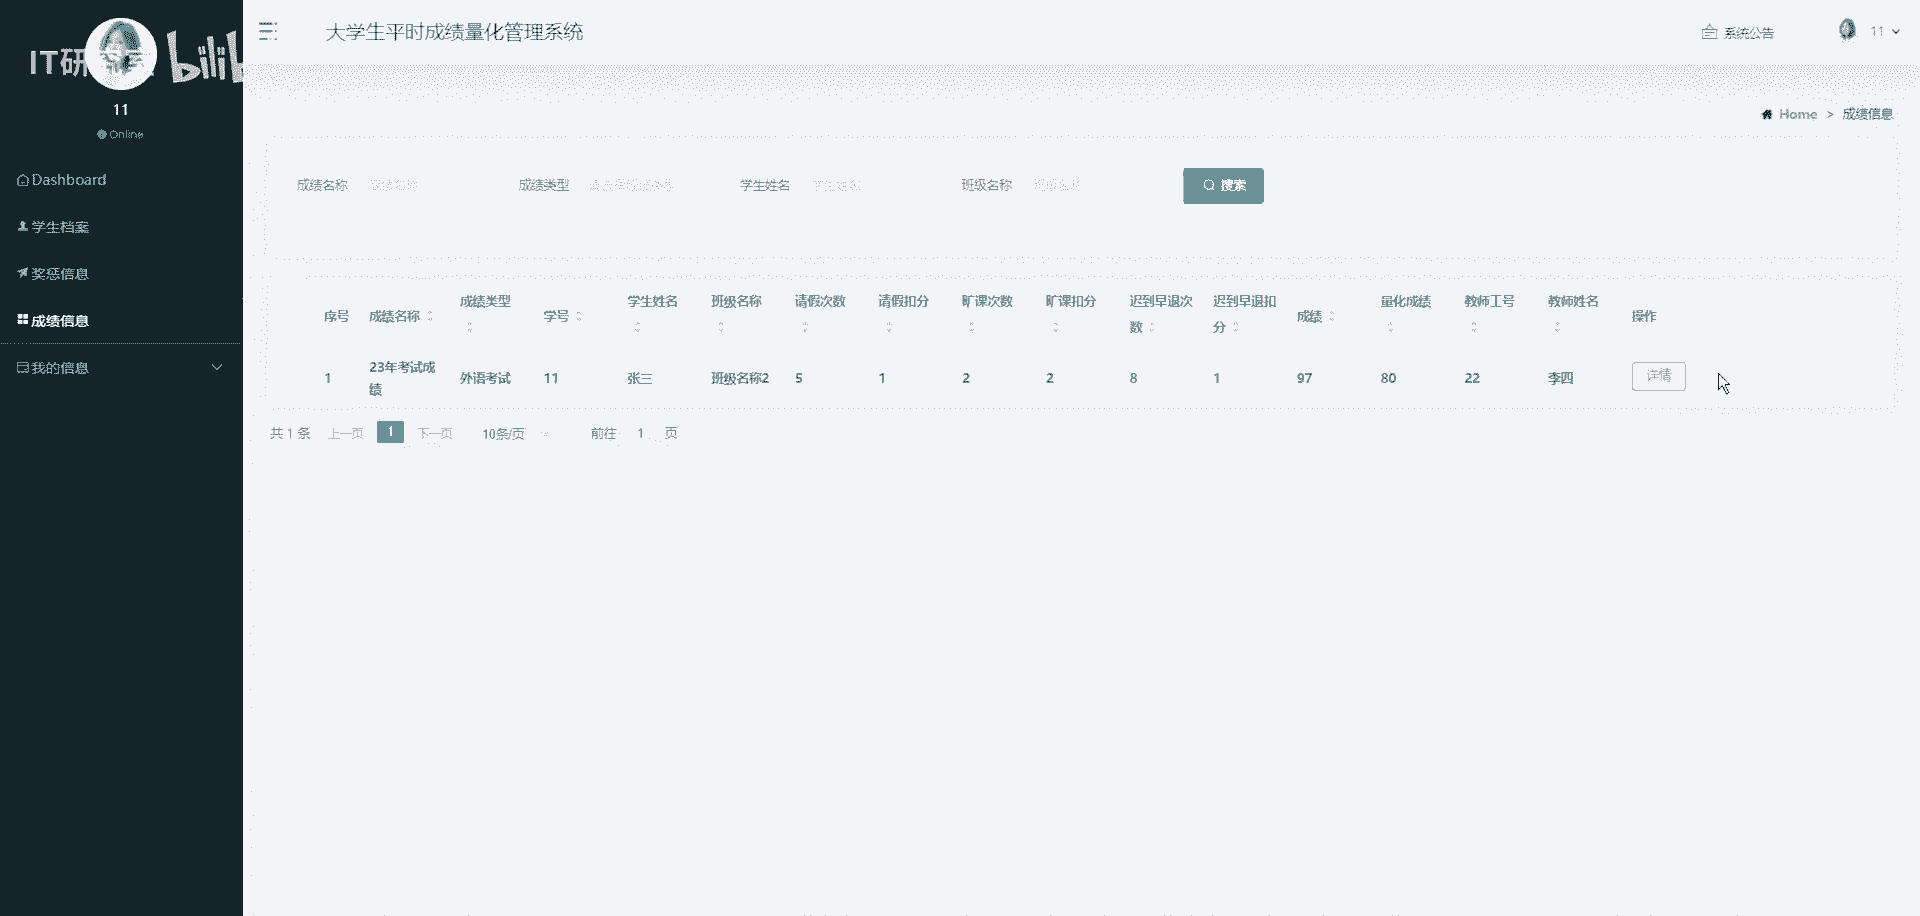 IT研
bilib
11
Online
Dashboard
学生档案
奖惩信息
成绩信息
我的信息
大学生平时成绩量化管理系统
系统公告
11
Home > 成绩信息
成绩名称
成绩类型
学生姓名
班级名称
搜索
序号 成绩名称 成绩类型 学号 学生姓名 班级名称 请假次数 请假扣分 旷课次数 旷课扣分 迟到早退次数 迟到早退扣分 成绩 量化成绩 教师工号 教师姓名 操作
1 23年考试成绩 外语考试 11 张三 班级名称2 5 1 2 2 8 1 97 80 22 李四 详情
共 1 条 上一页 1 下一页 10条/页 前往 1 页